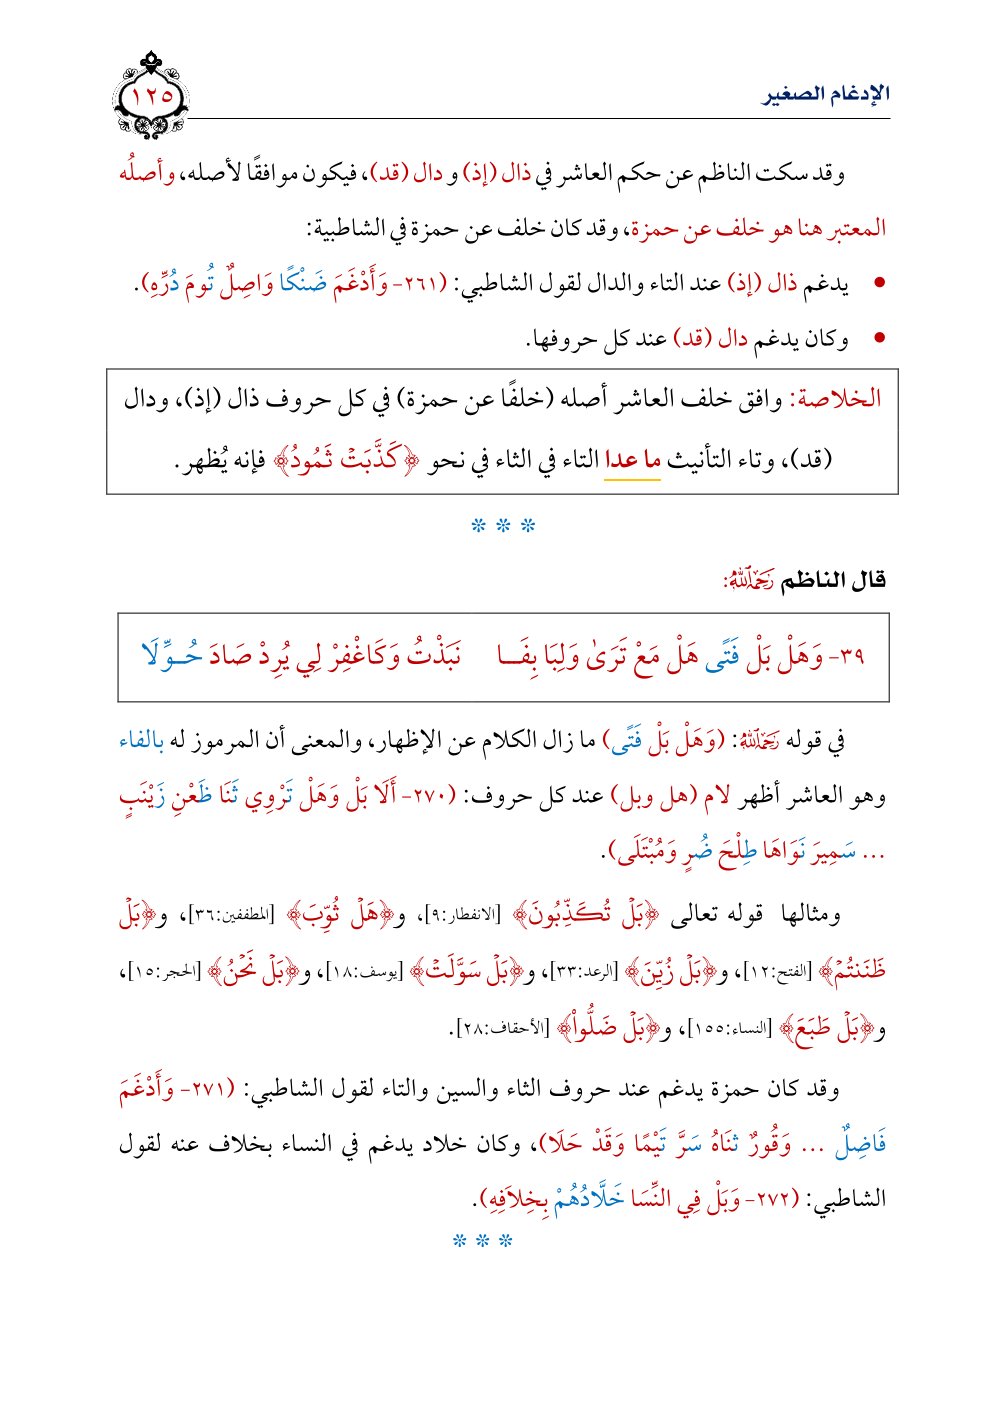 الإدغام الصغير
١٢٥
وقد سكت الناظم عن حكم العاشر في ذال (إذ) و دال (قد)، فيكون موافقًا لأصله، وأصلُه
المعتبر هنا هو خلف عن حمزة، وقد كان خلف عن حمزة في الشاطبية:
• يدغم ذال (إذ) عند التاء والدال لقول الشاطبي: (٢٦١- وَأَدْغَمَ ضَنْكًا وَاصِلٌ تُومَ دُرِّهِ).
• وكان يدغم دال (قد) عند كل حروفها.
الخلاصة: وافق خلف العاشر أصله (خلفًا عن حمزة) في كل حروف ذال (إذ)، ودال
(قد)، وتاء التأنيث ما عدا التاء في الثاء في نحو ﴿كَذَّبَتۡ ثَمُودُ﴾ فإنه يُظهر.
* * *
قال الناظم رَحِمَهُ ٱللَّهُ:
٣٩- وَهَلْ بَلْ فَتًى هَلْ مَعْ تَرَىٰ وَلِبَا بِفَـــا نَبَذْتُ وَكَاغْفِرْ لِي يُرِدْ صَادَ حُــوِّلَا
في قوله رَحِمَهُ ٱللَّهُ: (وَهَلْ بَلْ فَتًى) ما زال الكلام عن الإظهار، والمعنى أن المرموز له بالفاء
وهو العاشر أظهر لام (هل وبل) عند كل حروف: (٢٧٠- أَلَا بَلْ وَهَلْ تَرْوِي ثَنَا ظَعْنِ زَيْنَبٍ
... سَمِيرَ نَوَاهَا طِلْحَ ضُرٍ وَمُبْتَلَى).
ومثالها قوله تعالى ﴿بَلۡ تُكَذِّبُونَ﴾ [الانفطار:٩]، و﴿هَلۡ ثُوِّبَ﴾ [المطففين:٣٦]، و﴿بَلۡ
ظَنَنتُمۡ﴾ [الفتح:١٢]، و﴿بَلۡ زُيِّنَ﴾ [الرعد:٣٣]، و﴿بَلۡ سَوَّلَتۡ﴾ [يوسف:١٨]، و﴿بَلۡ نَحۡنُ﴾ [الحجر:١٥]،
و﴿بَلۡ طَبَعَ﴾ [النساء:١٥٥]، و﴿بَلۡ ضَلُّواْ﴾ [الأحقاف:٢٨].
وقد كان حمزة يدغم عند حروف الثاء والسين والتاء لقول الشاطبي: (٢٧١- وَأَدْغَمَ
فَاضِلٌ ... وَقُورٌ ثَنَاهُ سَرَّ تَيْمًا وَقَدْ حَلَا)، وكان خلاد يدغم في النساء بخلاف عنه لقول
الشاطبي: (٢٧٢- وَبَلْ فِي النِّسَا خَلَّادُهُمْ بِخِلاَفِهِ).
* * *